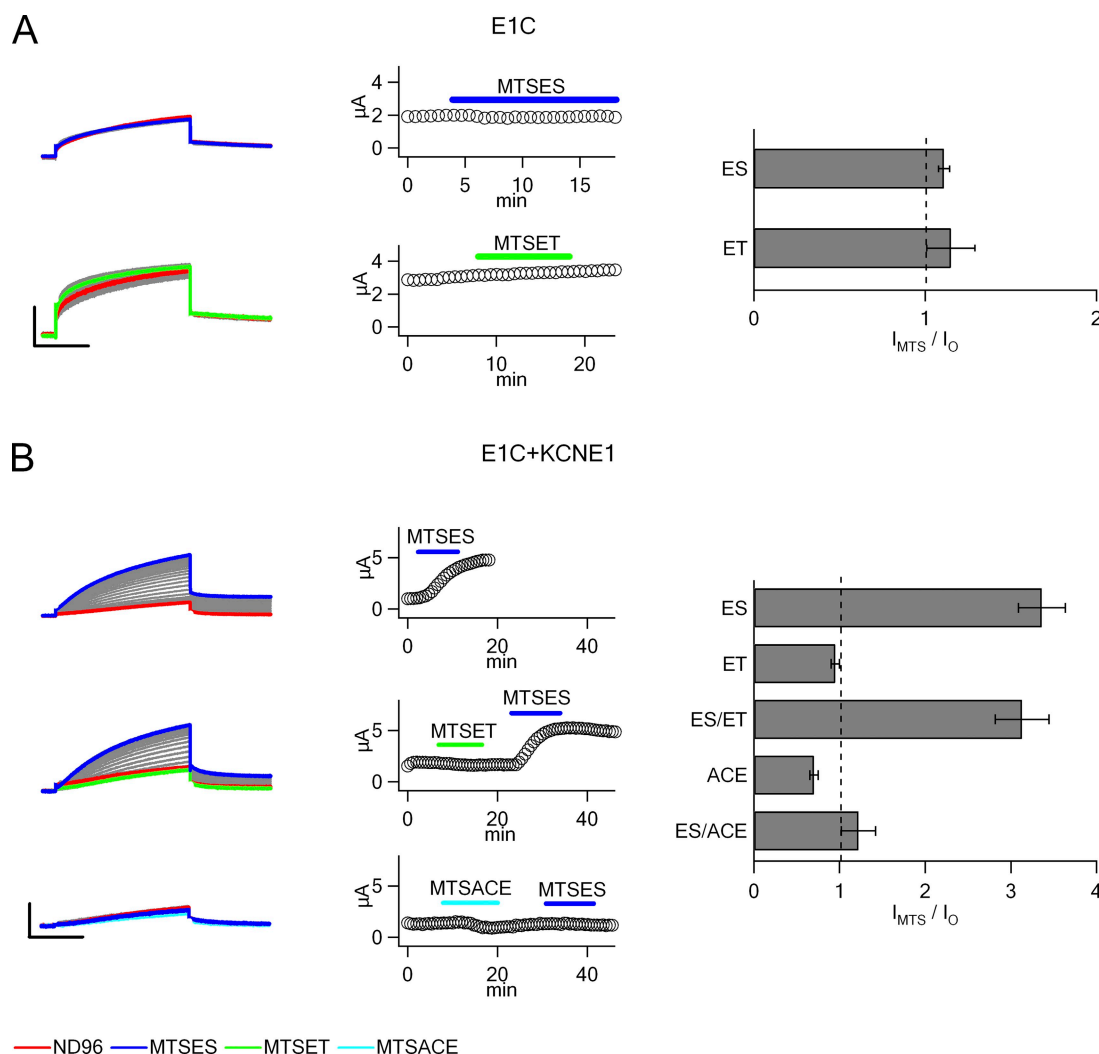 A
E1C
MTSES
µA
4
2
0
0 5 10 15
min
MTSET
µA
4
2
0
0 10 20
min
ES
ET
0 1 2
I_MTS / I_O
B
E1C+KCNE1
MTSES
µA
5
0
0 20 40
min
MTSET
MTSES
µA
5
0
0 20 40
min
MTSACE
MTSES
µA
5
0
0 20 40
min
ES
ET
ES/ET
ACE
ES/ACE
0 1 2 3 4
I_MTS / I_O
ND96 MTSES MTSET MTSACE